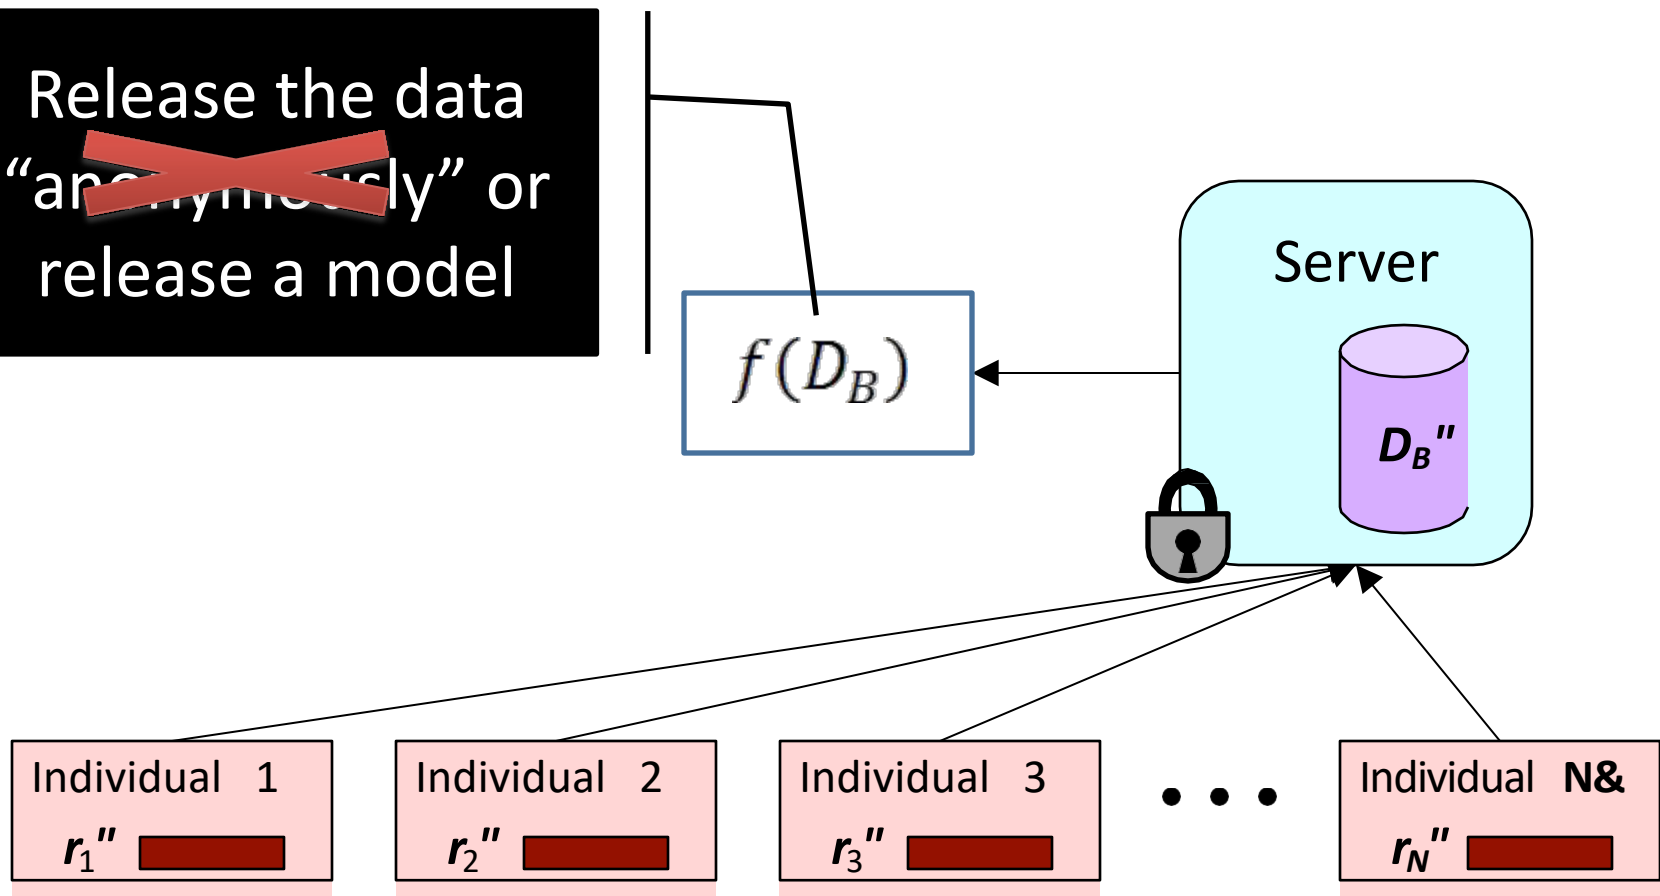 Release the data
“anonymously” or
release a model
Server
f(D_B)
D_B"
Individual 1
r_1"
Individual 2
r_2"
Individual 3
r_3"
• • •
Individual N&
r_N"